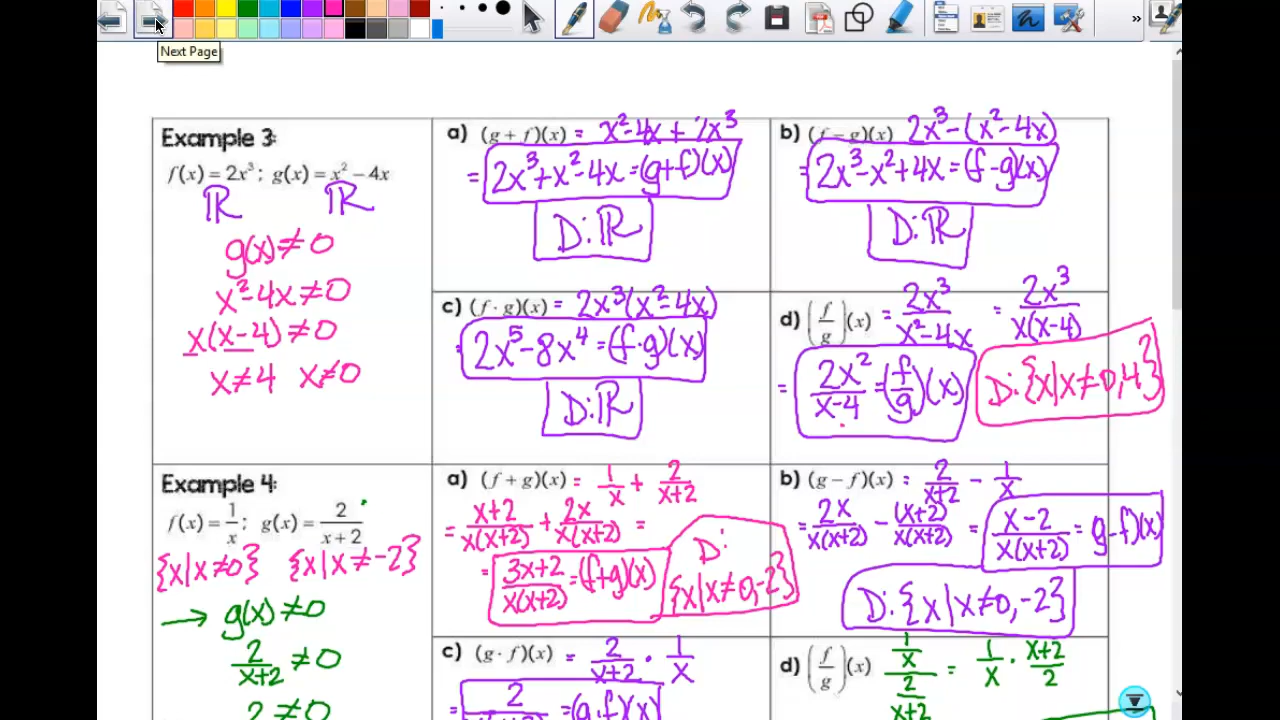 Next Page
Example 3:
f(x) = 2x³; g(x) = x² − 4x
ℝ ℝ
g(x) ≠ 0
x² − 4x ≠ 0
x(x − 4) ≠ 0
x ≠ 4 x ≠ 0
a) (g + f)(x) = x² − 4x + 2x³
= 2x³ + x² − 4x = (g+f)(x)
D: ℝ
b) (f − g)(x) 2x³ − (x² − 4x)
= 2x³ − x² + 4x = (f − g)(x)
D: ℝ
c) (f · g)(x) = 2x³(x² − 4x)
= 2x⁵ − 8x⁴ = (f · g)(x)
D: ℝ
d) (f/g)(x) = 2x³/(x² − 4x) = 2x³/(x(x−4))
= 2x²/(x−4) = (f/g)(x)
D: {x|x ≠ 0, 4}
Example 4:
f(x) = 1/x; g(x) = 2/(x + 2)
{x|x ≠ 0} {x|x ≠ −2}
→ g(x) ≠ 0
2/(x+2) ≠ 0
2 ≠ 0
a) (f + g)(x) = 1/x + 2/(x+2)
= (x+2)/(x(x+2)) + 2x/(x(x+2)) =
= (3x+2)/(x(x+2)) = (f+g)(x)
D:
{x|x ≠ 0, −2}
b) (g − f)(x) = 2/(x+2) − 1/x
= 2x/(x(x+2)) − (x+2)/(x(x+2)) = (x−2)/(x(x+2)) = g−f)(x)
D: {x|x ≠ 0, −2}
c) (g · f)(x) = 2/(x+2) · 1/x
= 2 = (g·f)(x)
d) (f/g)(x) (1/x)/(2/(x+2)) = 1/x · (x+2)/2